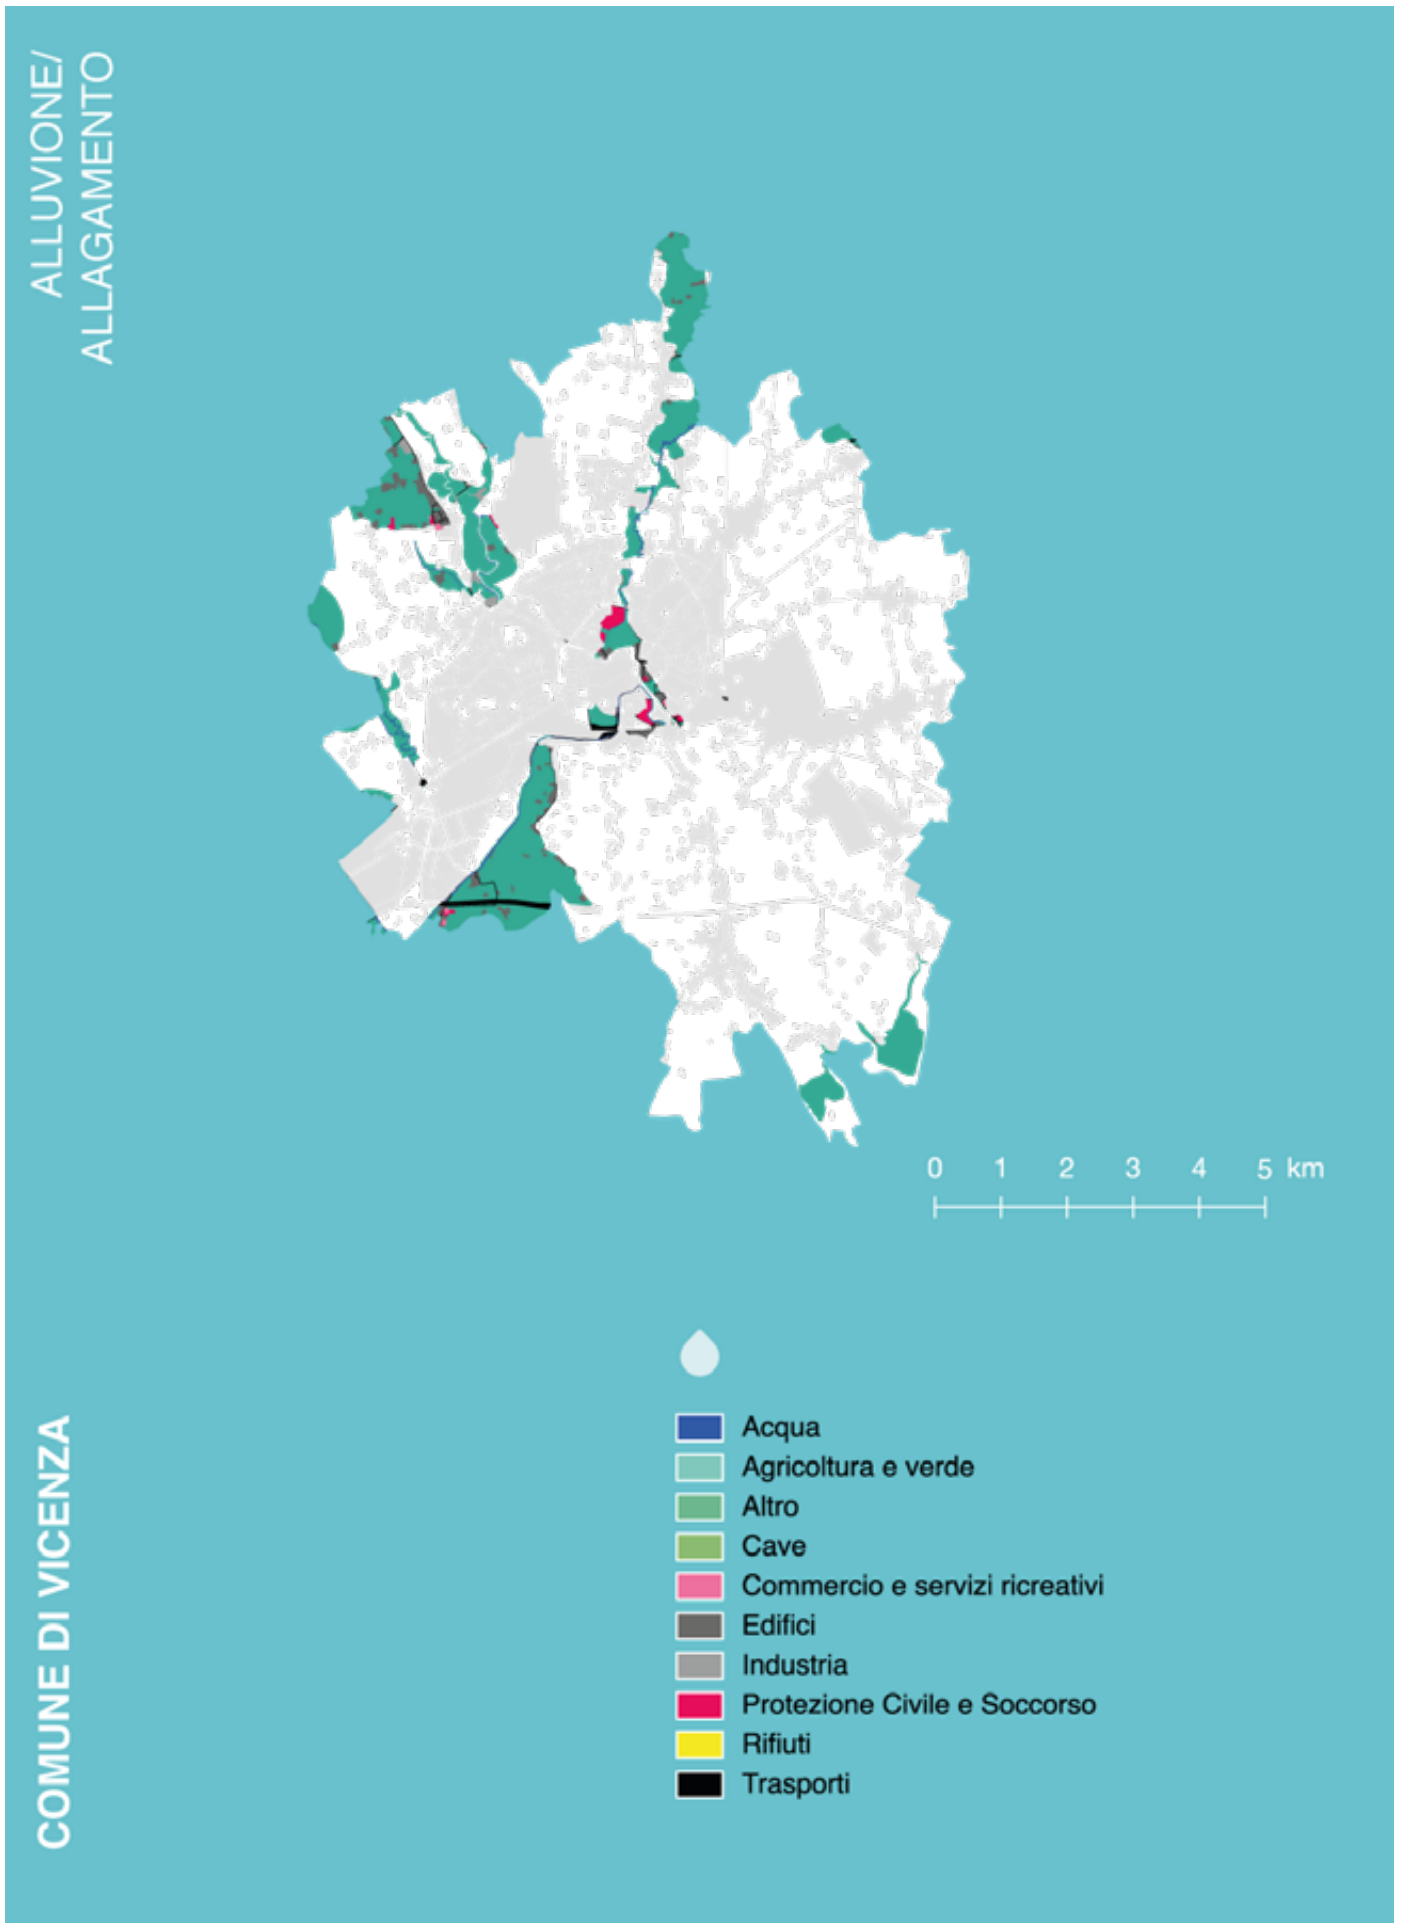 ALLUVIONE/
ALLAGAMENTO
0 1 2 3 4 5 km
COMUNE DI VICENZA
Acqua
Agricoltura e verde
Altro
Cave
Commercio e servizi ricreativi
Edifici
Industria
Protezione Civile e Soccorso
Rifiuti
Trasporti